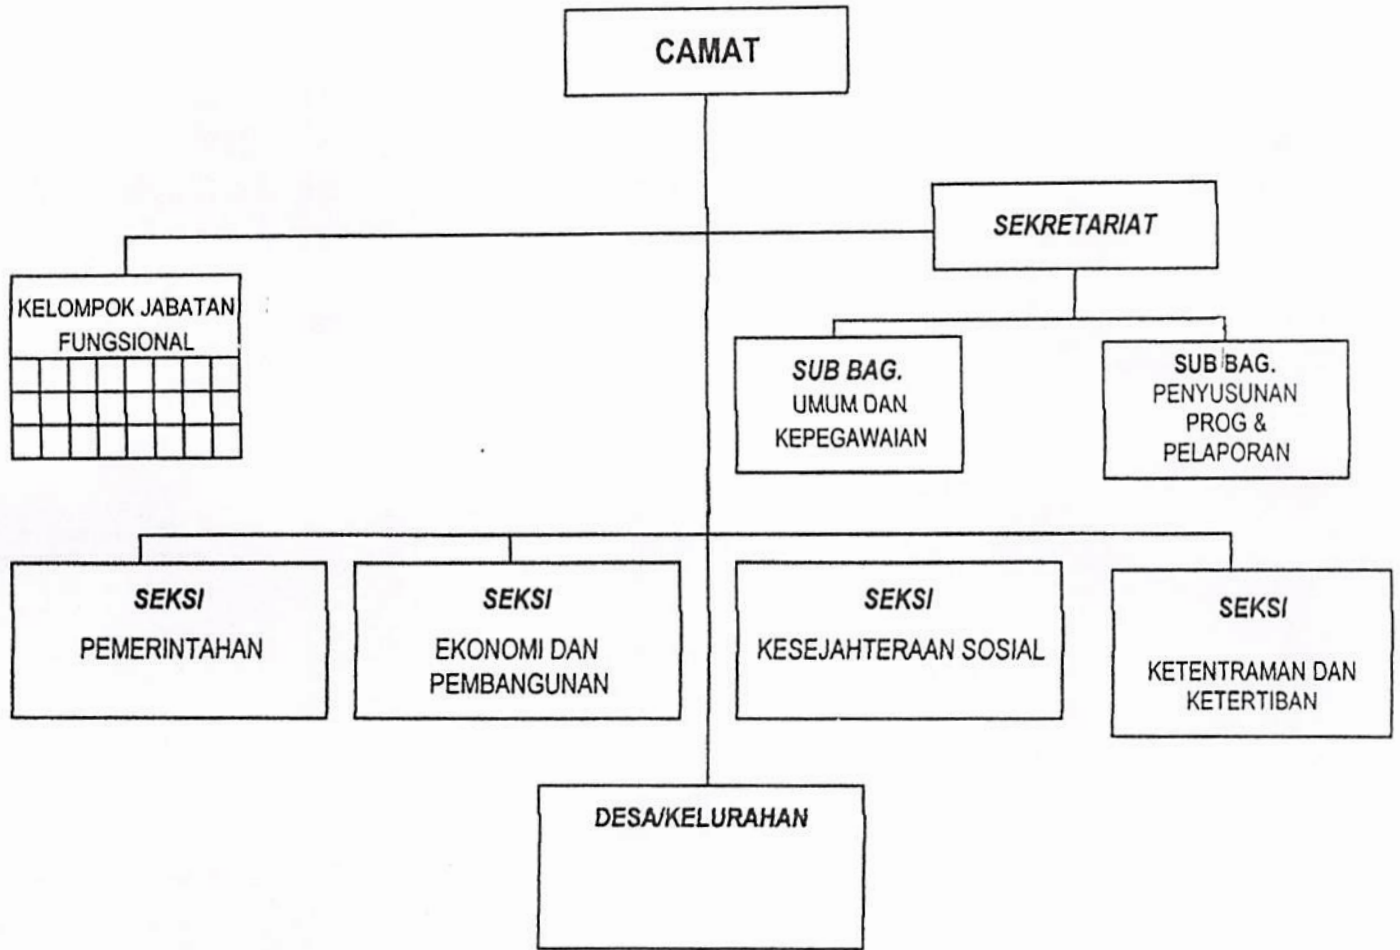 CAMAT
SEKRETARIAT
KELOMPOK JABATAN
FUNGSIONAL
SUB BAG.
UMUM DAN
KEPEGAWAIAN
SUB BAG.
PENYUSUNAN
PROG &
PELAPORAN
SEKSI
PEMERINTAHAN
SEKSI
EKONOMI DAN
PEMBANGUNAN
SEKSI
KESEJAHTERAAN SOSIAL
SEKSI
KETENTRAMAN DAN
KETERTIBAN
DESA/KELURAHAN